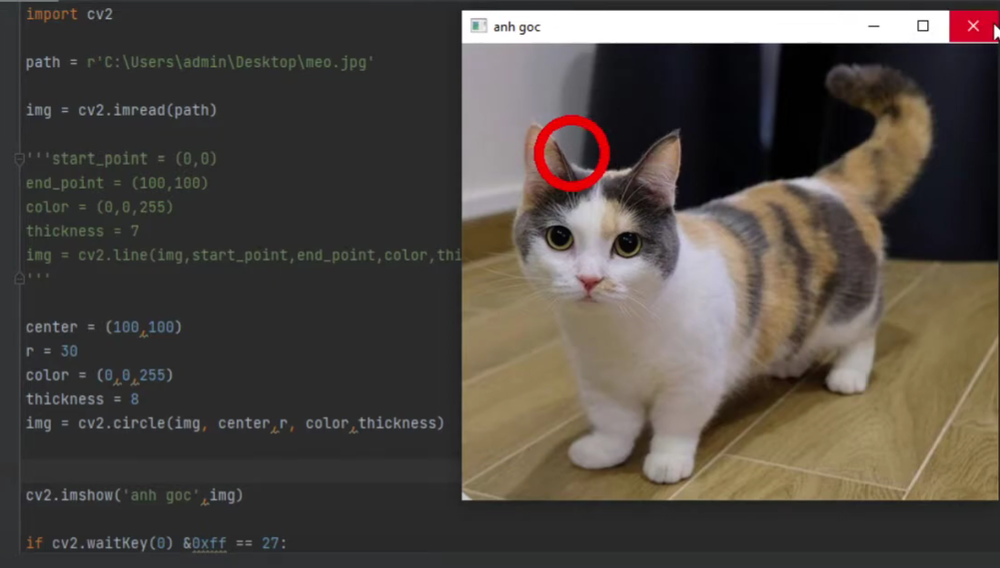 import cv2
path = r'C:\Users\admin\Desktop\meo.jpg'
img = cv2.imread(path)
'''start_point = (0,0)
end_point = (100,100)
color = (0,0,255)
thickness = 7
img = cv2.line(img,start_point,end_point,color,thi
'''
center = (100,100)
r = 30
color = (0,0,255)
thickness = 8
img = cv2.circle(img, center,r, color,thickness)
cv2.imshow('anh goc',img)
if cv2.waitKey(0) &0xff == 27:
anh goc